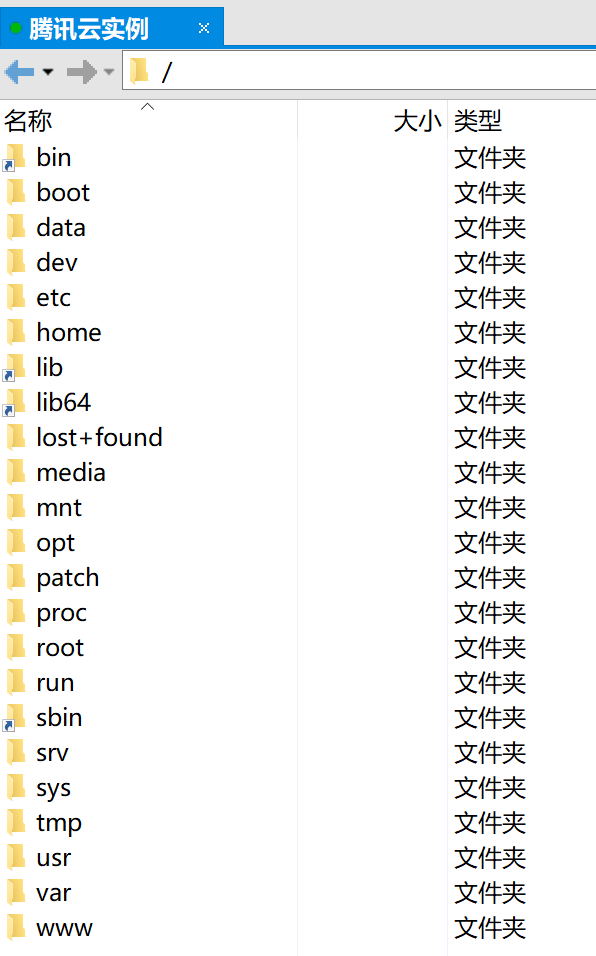 腾讯云实例
/
名称 大小 类型
bin 文件夹
boot 文件夹
data 文件夹
dev 文件夹
etc 文件夹
home 文件夹
lib 文件夹
lib64 文件夹
lost+found 文件夹
media 文件夹
mnt 文件夹
opt 文件夹
patch 文件夹
proc 文件夹
root 文件夹
run 文件夹
sbin 文件夹
srv 文件夹
sys 文件夹
tmp 文件夹
usr 文件夹
var 文件夹
www 文件夹